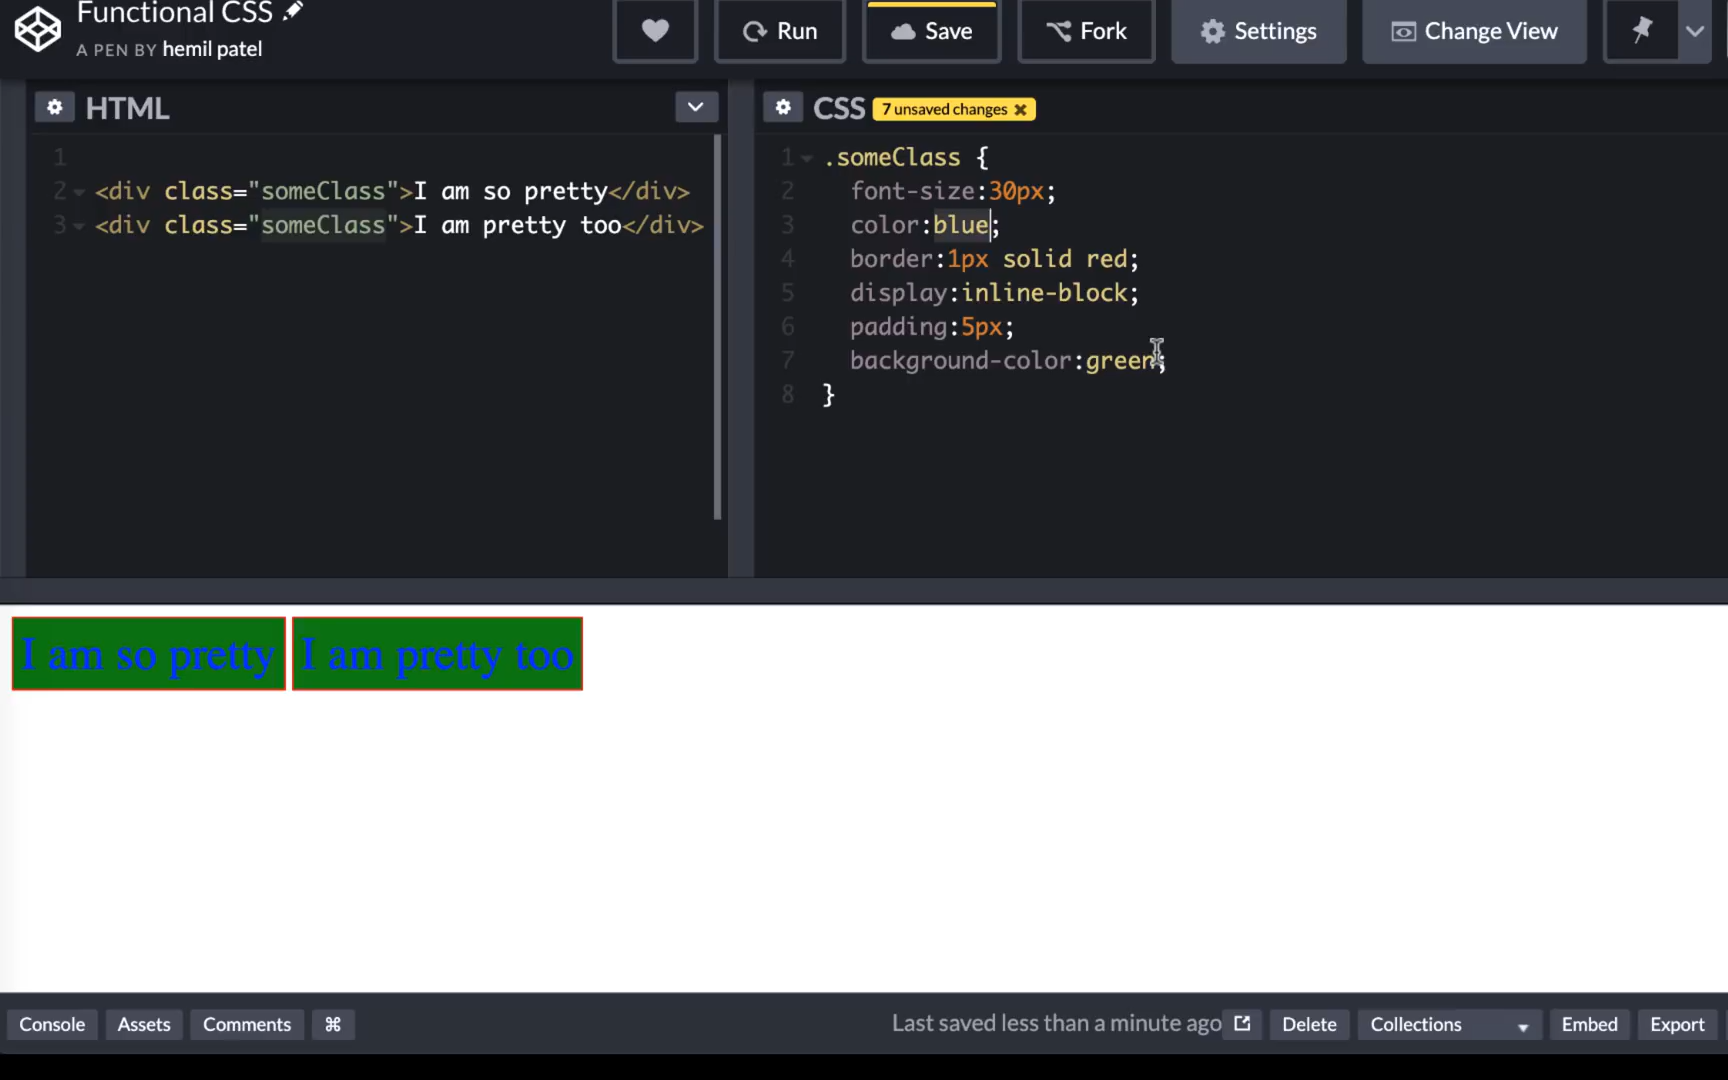 Functional CSS
A PEN BY hemil patel
Run
Save
Fork
Settings
Change View
HTML
1
2 <div class="someClass">I am so pretty</div>
3 <div class="someClass">I am pretty too</div>
CSS 7 unsaved changes ×
1 .someClass {
2 font-size:30px;
3 color:blue;
4 border:1px solid red;
5 display:inline-block;
6 padding:5px;
7 background-color:green;
8 }
I am so pretty I am pretty too
Console Assets Comments ⌘ Last saved less than a minute ago Delete Collections Embed Export